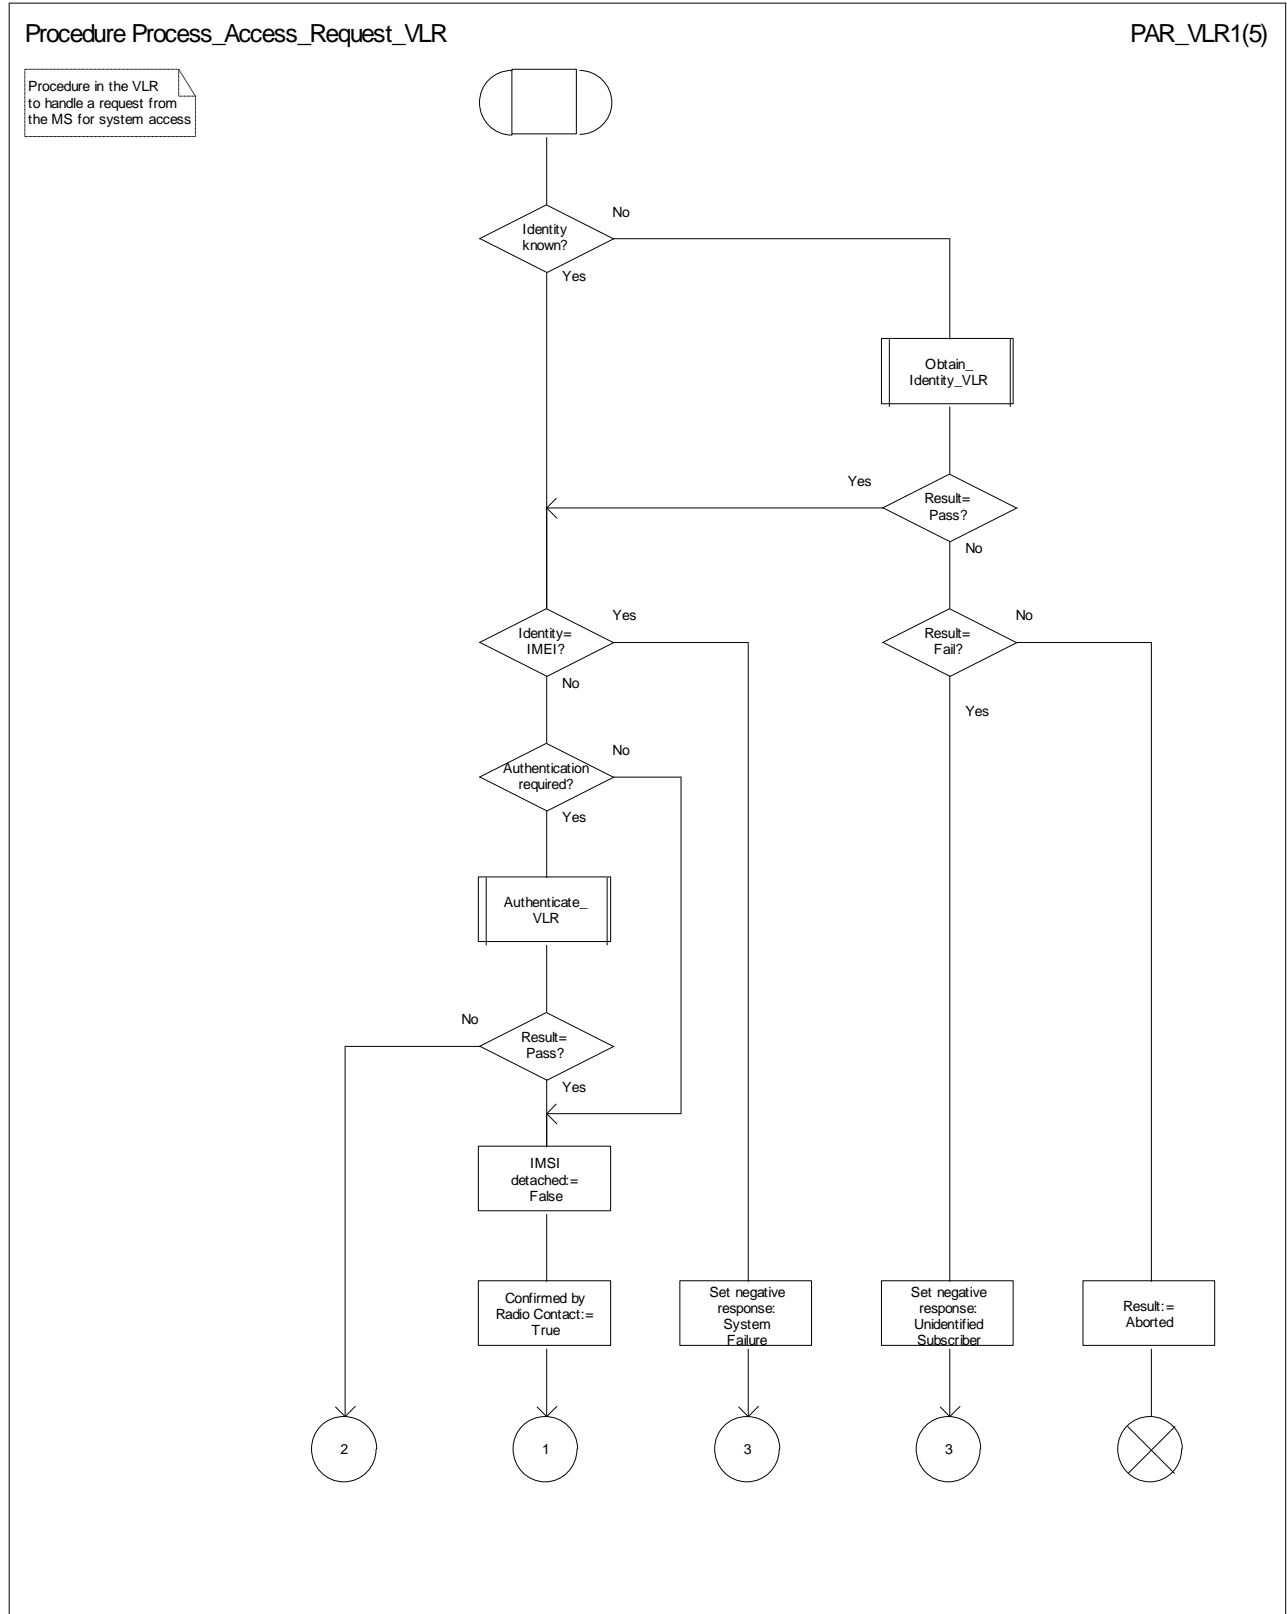 Procedure Process_Access_Request_VLR
PAR_VLR1(5)
Procedure in the VLR
to handle a request from
the MS for system access
Identity
known?
No
Yes
Obtain_
Identity_VLR
Yes
Result=
Pass?
No
Identity=
IMEI?
Yes
No
Result=
Fail?
No
Yes
Authentication
required?
No
Yes
Authenticate_
VLR
No
Result=
Pass?
Yes
IMSI
detached:=
False
Confirmed by
Radio Contact:=
True
Set negative
response:
System
Failure
Set negative
response:
Unidentified
Subscriber
Result:=
Aborted
2
1
3
3